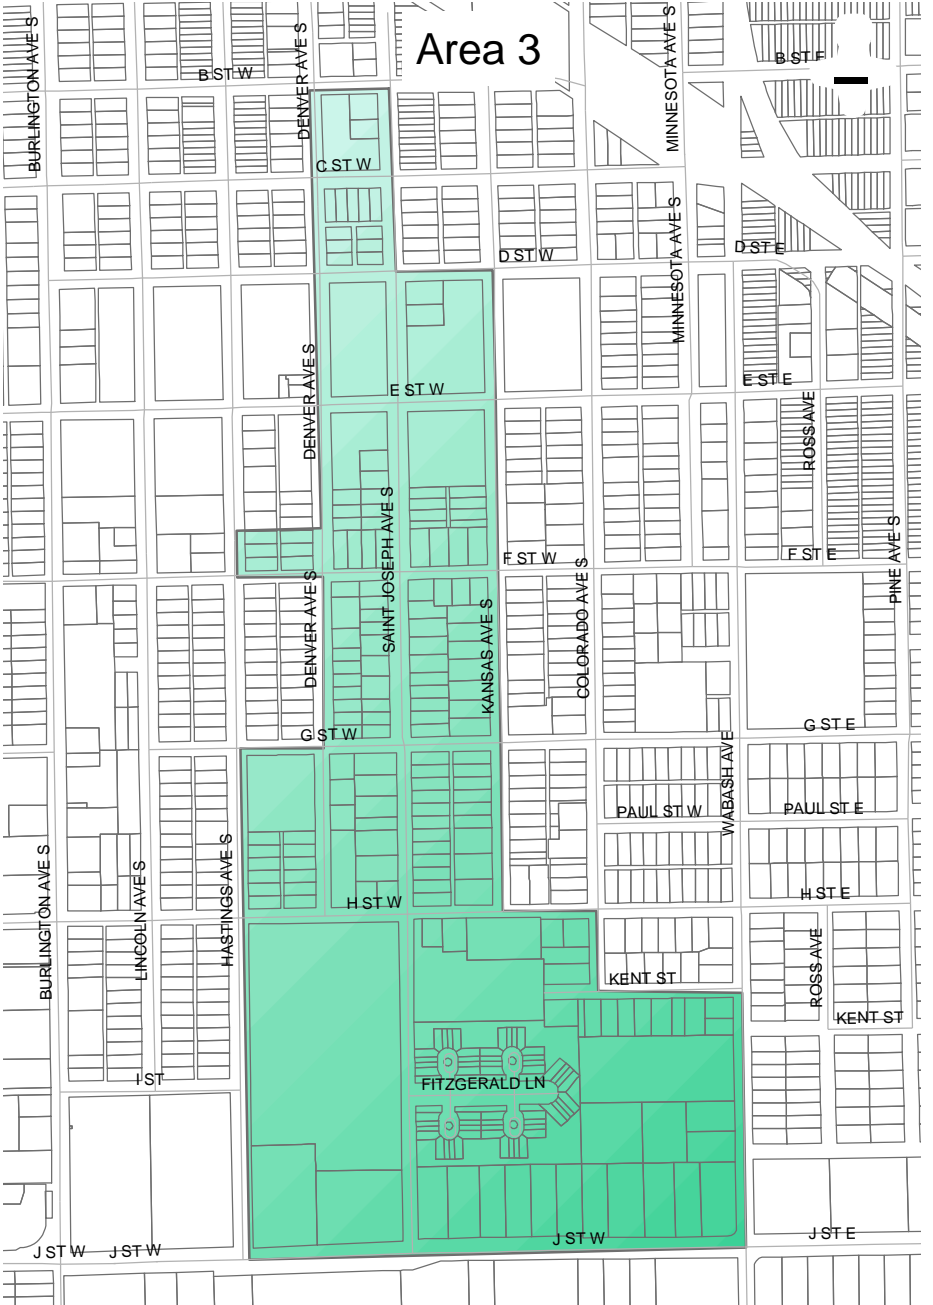 BURLINGTON AVE S
DENVER AVE S
MINNESOTA AVE S
Area 3
B ST W
B ST E
C ST W
MINNESOTA AVE S
D ST W
D ST E
DENVER AVE S
E ST W
E ST E
ROSS AVE
SAINT JOSEPH AVE S
F ST W
F ST E
PINE AVE S
DENVER AVE S
KANSAS AVE S
COLORADO AVE S
G ST W
G ST E
WABASH AVE
PAUL ST W
PAUL ST E
BURLINGTON AVE S
LINCOLN AVE S
HASTINGS AVE S
H ST W
H ST E
ROSS AVE
KENT ST
KENT ST
I ST
FITZGERALD LN
J ST W
J ST W
J ST W
J ST E